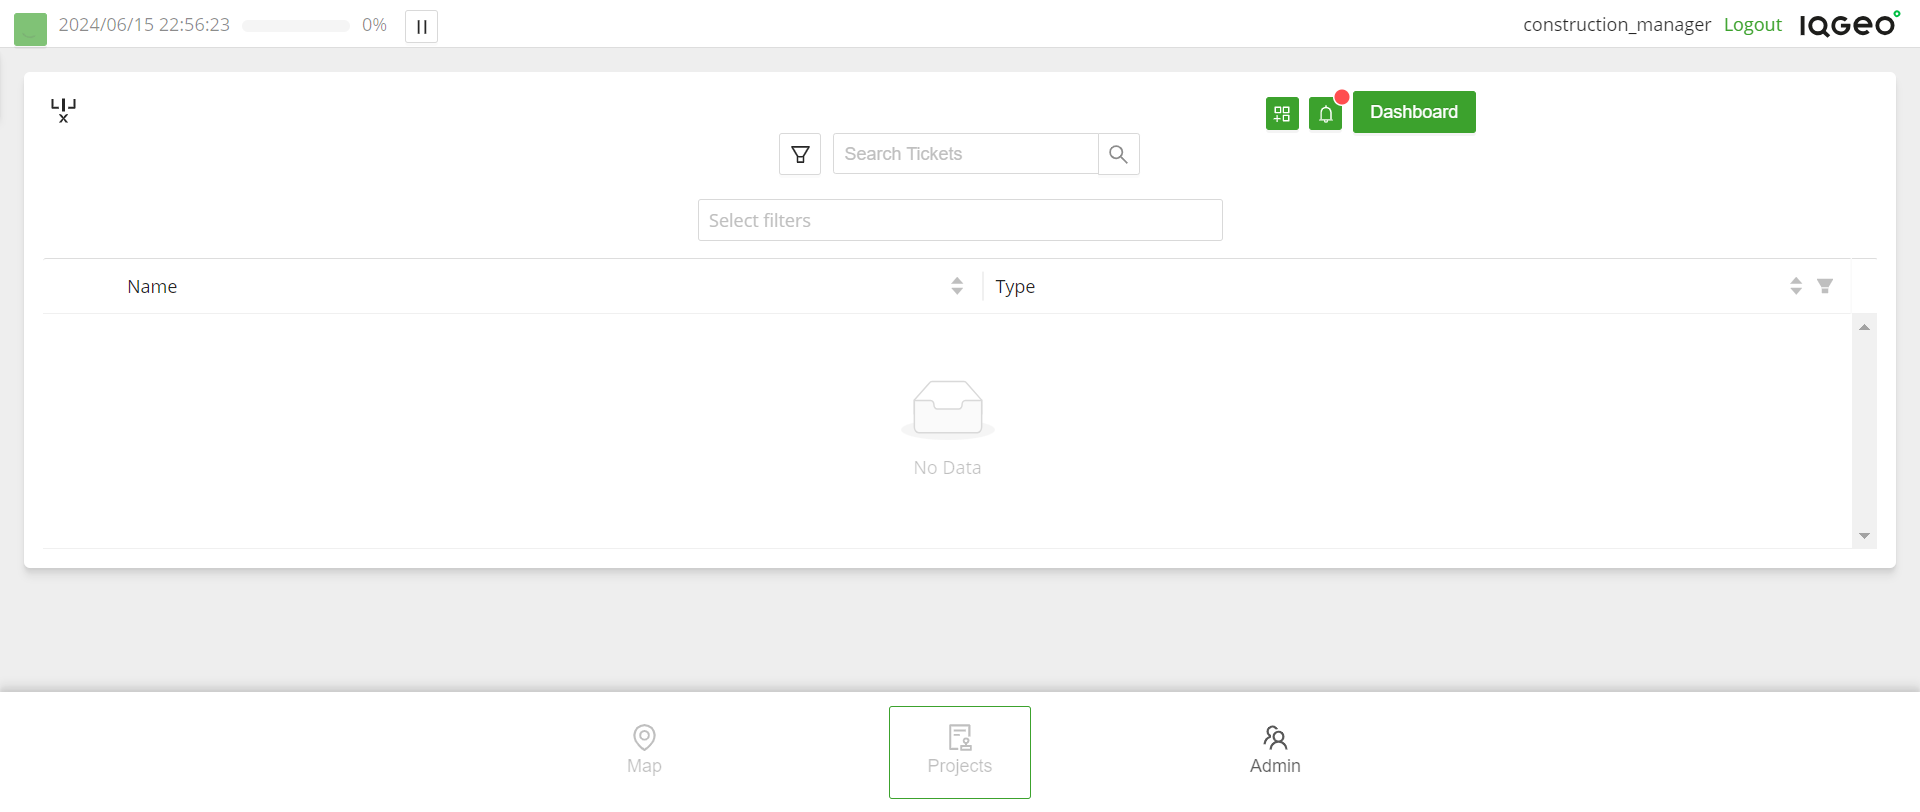 2024/06/15 22:56:23 0%
construction_manager Logout IQGeo
Dashboard
Search Tickets
Select filters
Name Type
No Data
Map Projects Admin